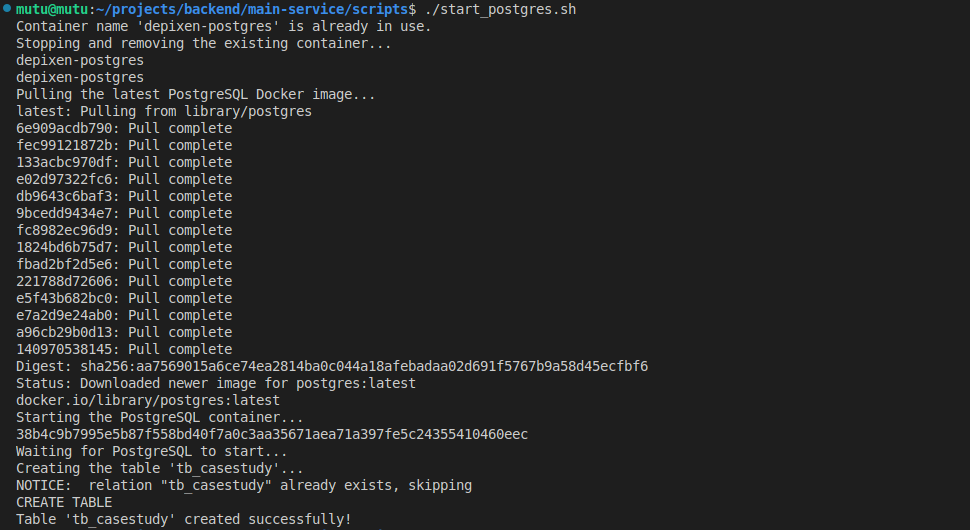 mutu@mutu:~/projects/backend/main-service/scripts$ ./start_postgres.sh
Container name 'depixen-postgres' is already in use.
Stopping and removing the existing container...
depixen-postgres
depixen-postgres
Pulling the latest PostgreSQL Docker image...
latest: Pulling from library/postgres
6e909acdb790: Pull complete
fec99121872b: Pull complete
133acbc970df: Pull complete
e02d97322fc6: Pull complete
db9643c6baf3: Pull complete
9bcedd9434e7: Pull complete
fc8982ec96d9: Pull complete
1824bd6b75d7: Pull complete
fbad2bf2d5e6: Pull complete
221788d72606: Pull complete
e5f43b682bc0: Pull complete
e7a2d9e24ab0: Pull complete
a96cb29b0d13: Pull complete
140970538145: Pull complete
Digest: sha256:aa7569015a6ce74ea2814ba0c044a18afebadaa02d691f5767b9a58d45ecfbf6
Status: Downloaded newer image for postgres:latest
docker.io/library/postgres:latest
Starting the PostgreSQL container...
38b4c9b7995e5b87f558bd40f7a0c3aa35671aea71a397fe5c24355410460eec
Waiting for PostgreSQL to start...
Creating the table 'tb_casestudy'...
NOTICE:  relation "tb_casestudy" already exists, skipping
CREATE TABLE
Table 'tb_casestudy' created successfully!